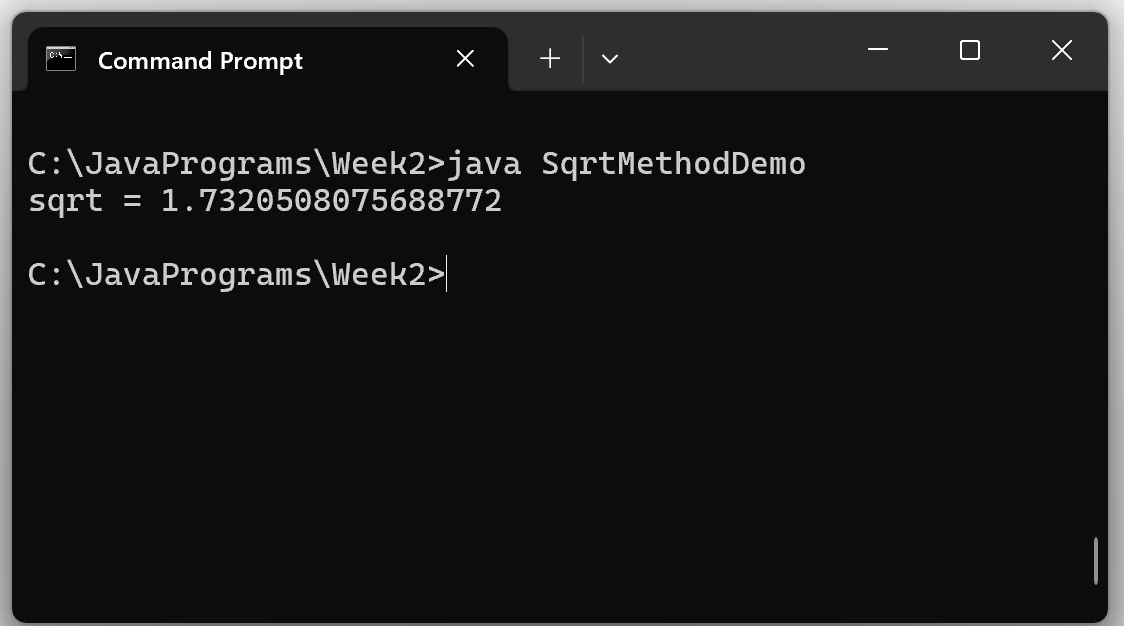 Command Prompt
C:\JavaPrograms\Week2>java SqrtMethodDemo
sqrt = 1.7320508075688772
C:\JavaPrograms\Week2>